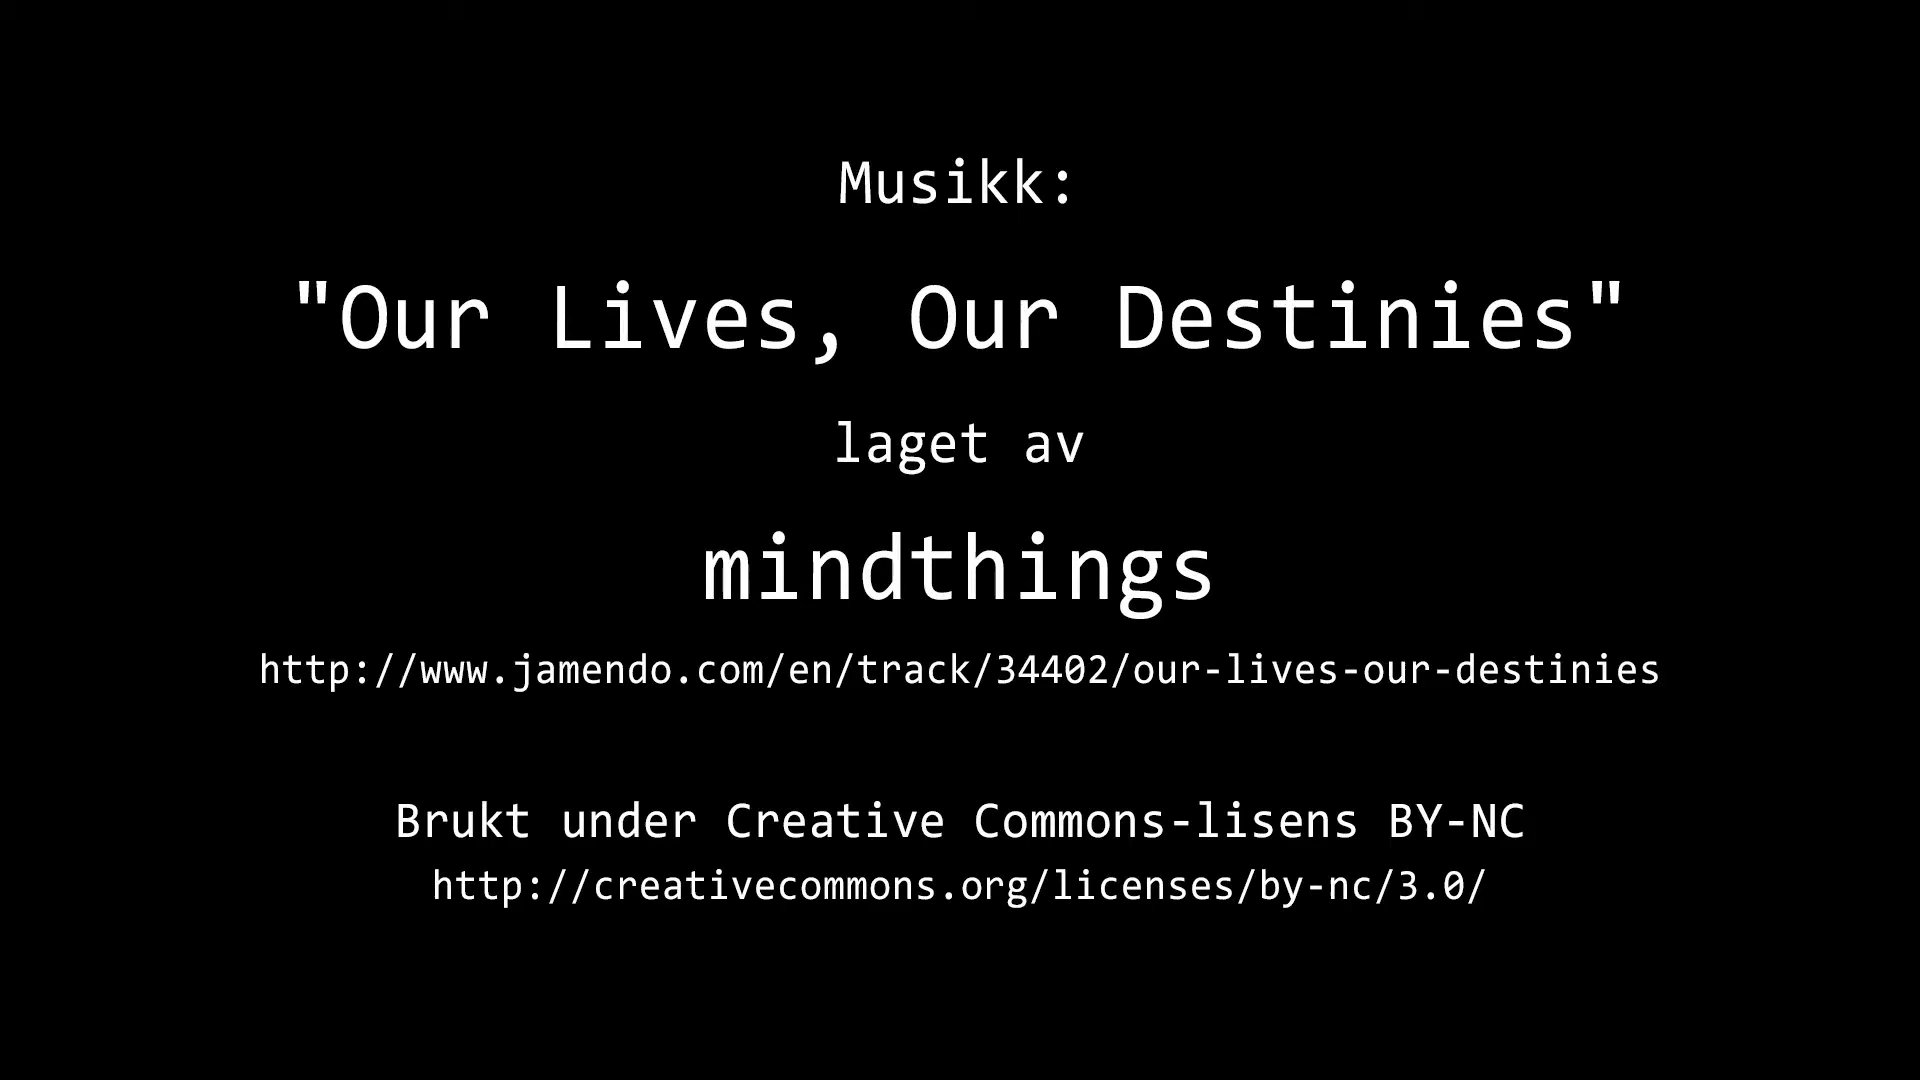 Musikk:
"Our Lives, Our Destinies"
laget av
mindthings
http://www.jamendo.com/en/track/34402/our-lives-our-destinies
Brukt under Creative Commons-lisens BY-NC
http://creativecommons.org/licenses/by-nc/3.0/